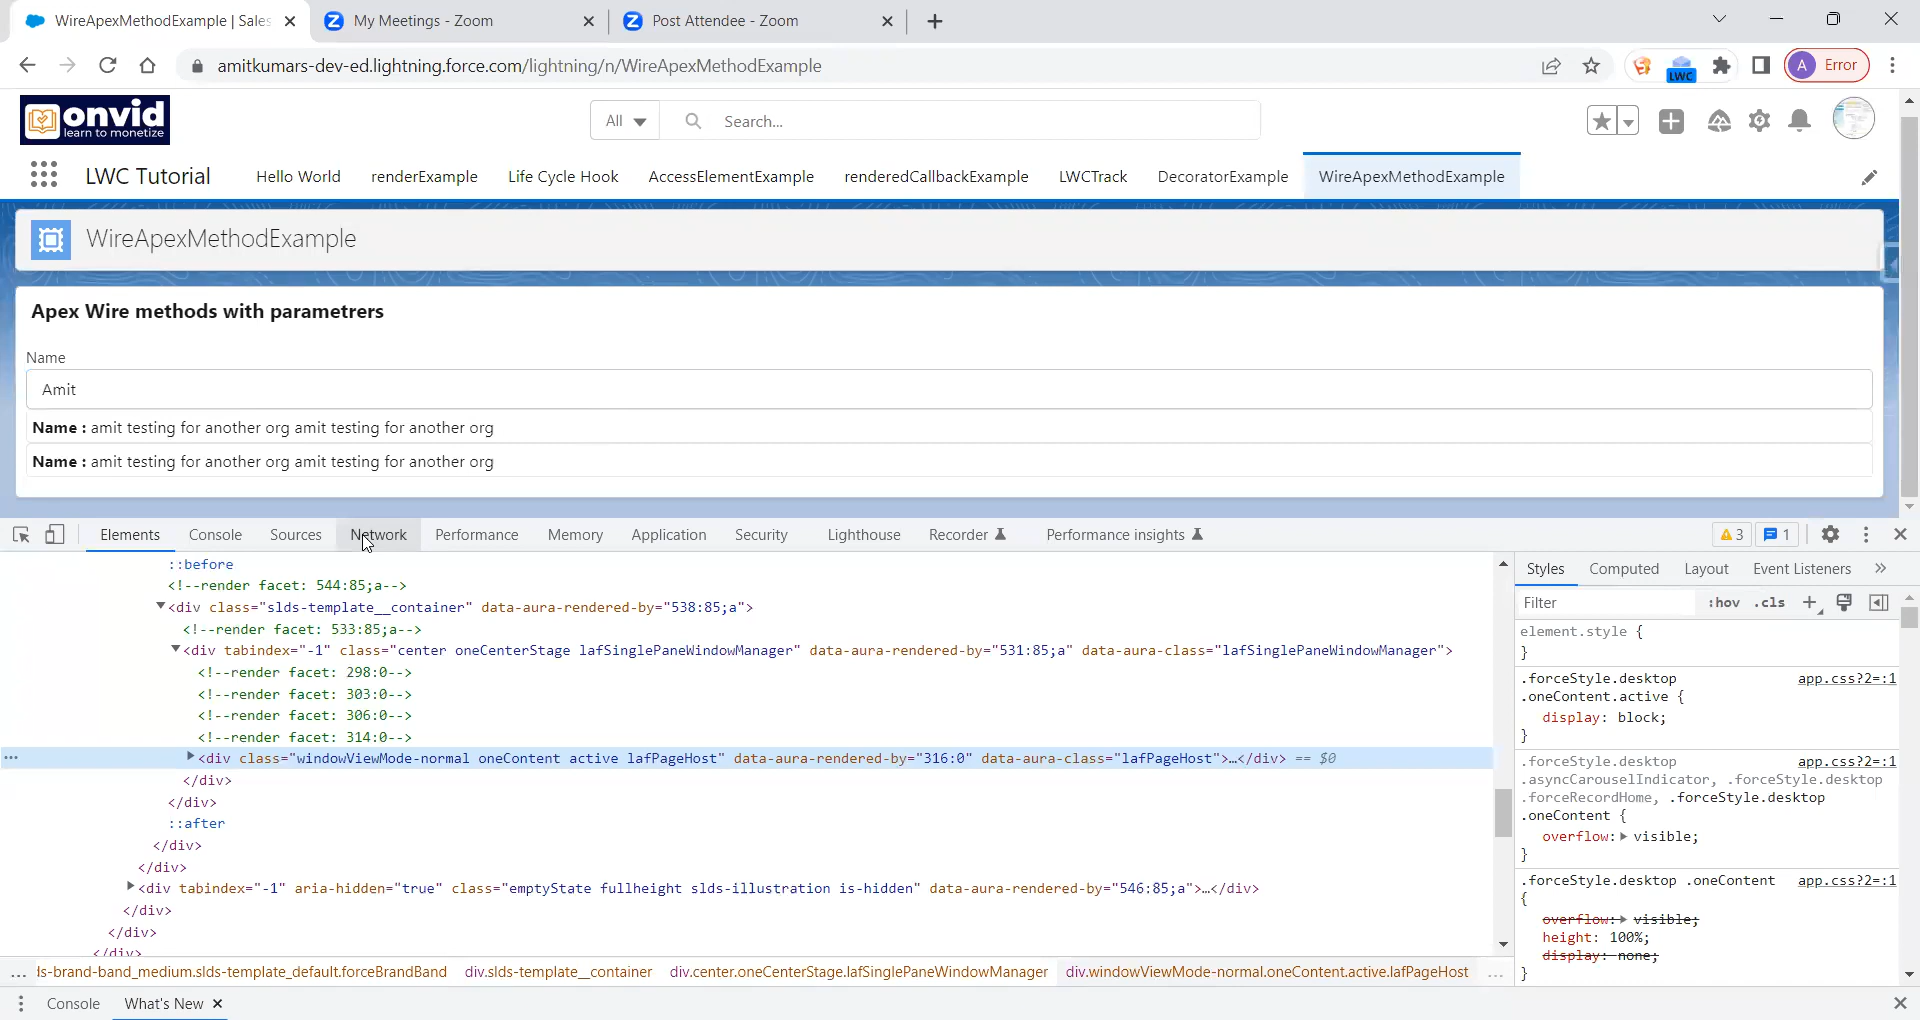 WireApexMethodExample | Sales
My Meetings - Zoom
Post Attendee - Zoom
amitkumars-dev-ed.lightning.force.com/lightning/n/WireApexMethodExample
LWC
A Error
onvid
learn to monetize
All
Search...
LWC Tutorial
Hello World
renderExample
Life Cycle Hook
AccessElementExample
renderedCallbackExample
LWCTrack
DecoratorExample
WireApexMethodExample
WireApexMethodExample
Apex Wire methods with parametrers
Name
Amit
Name : amit testing for another org amit testing for another org
Name : amit testing for another org amit testing for another org
Elements Console Sources Network Performance Memory Application Security Lighthouse Recorder Performance insights 3 1
::before
<!--render facet: 544:85;a-->
<div class="slds-template__container" data-aura-rendered-by="538:85;a">
<!--render facet: 533:85;a-->
<div tabindex="-1" class="center oneCenterStage lafSinglePaneWindowManager" data-aura-rendered-by="531:85;a" data-aura-class="lafSinglePaneWindowManager">
<!--render facet: 298:0-->
<!--render facet: 303:0-->
<!--render facet: 306:0-->
<!--render facet: 314:0-->
<div class="windowViewMode-normal oneContent active lafPageHost" data-aura-rendered-by="316:0" data-aura-class="lafPageHost">…</div> == $0
</div>
</div>
::after
</div>
</div>
<div tabindex="-1" aria-hidden="true" class="emptyState fullheight slds-illustration is-hidden" data-aura-rendered-by="546:85;a">…</div>
</div>
</div>
</div>
... ls-brand-band_medium.slds-template_default.forceBrandBand div.slds-template__container div.center.oneCenterStage.lafSinglePaneWindowManager div.windowViewMode-normal.oneContent.active.lafPageHost ...
Styles Computed Layout Event Listeners »
Filter :hov .cls
element.style {
}
.forceStyle.desktop app.css?2=:1
.oneContent.active {
display: block;
}
.forceStyle.desktop app.css?2=:1
.asyncCarouselIndicator, .forceStyle.desktop
.forceRecordHome, .forceStyle.desktop
.oneContent {
overflow: visible;
}
.forceStyle.desktop .oneContent app.css?2=:1
{
overflow: visible;
height: 100%;
display: none;
}
Console What's New